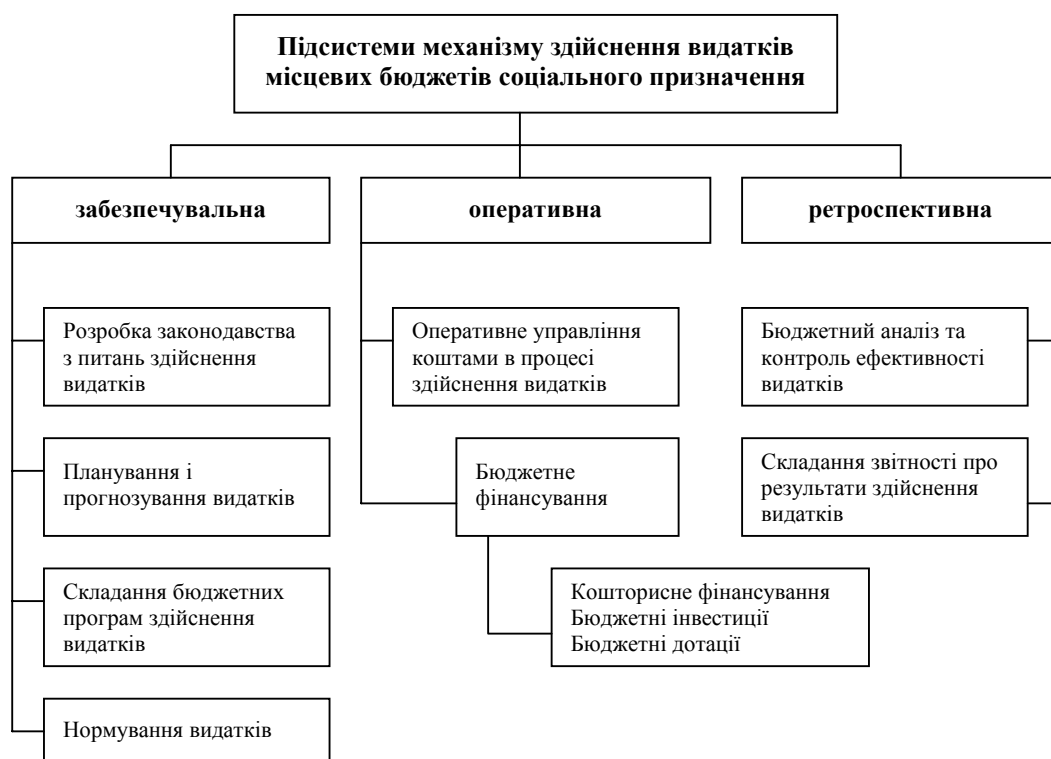 Підсистеми механізму здійснення видатків
місцевих бюджетів соціального призначення
забезпечувальна
оперативна
ретроспективна
Розробка законодавства
з питань здійснення
видатків
Оперативне управління
коштами в процесі
здійснення видатків
Бюджетний аналіз та
контроль ефективності
видатків
Планування і
прогнозування видатків
Бюджетне
фінансування
Складання звітності про
результати здійснення
видатків
Складання бюджетних
програм здійснення
видатків
Кошторисне фінансування
Бюджетні інвестиції
Бюджетні дотації
Нормування видатків